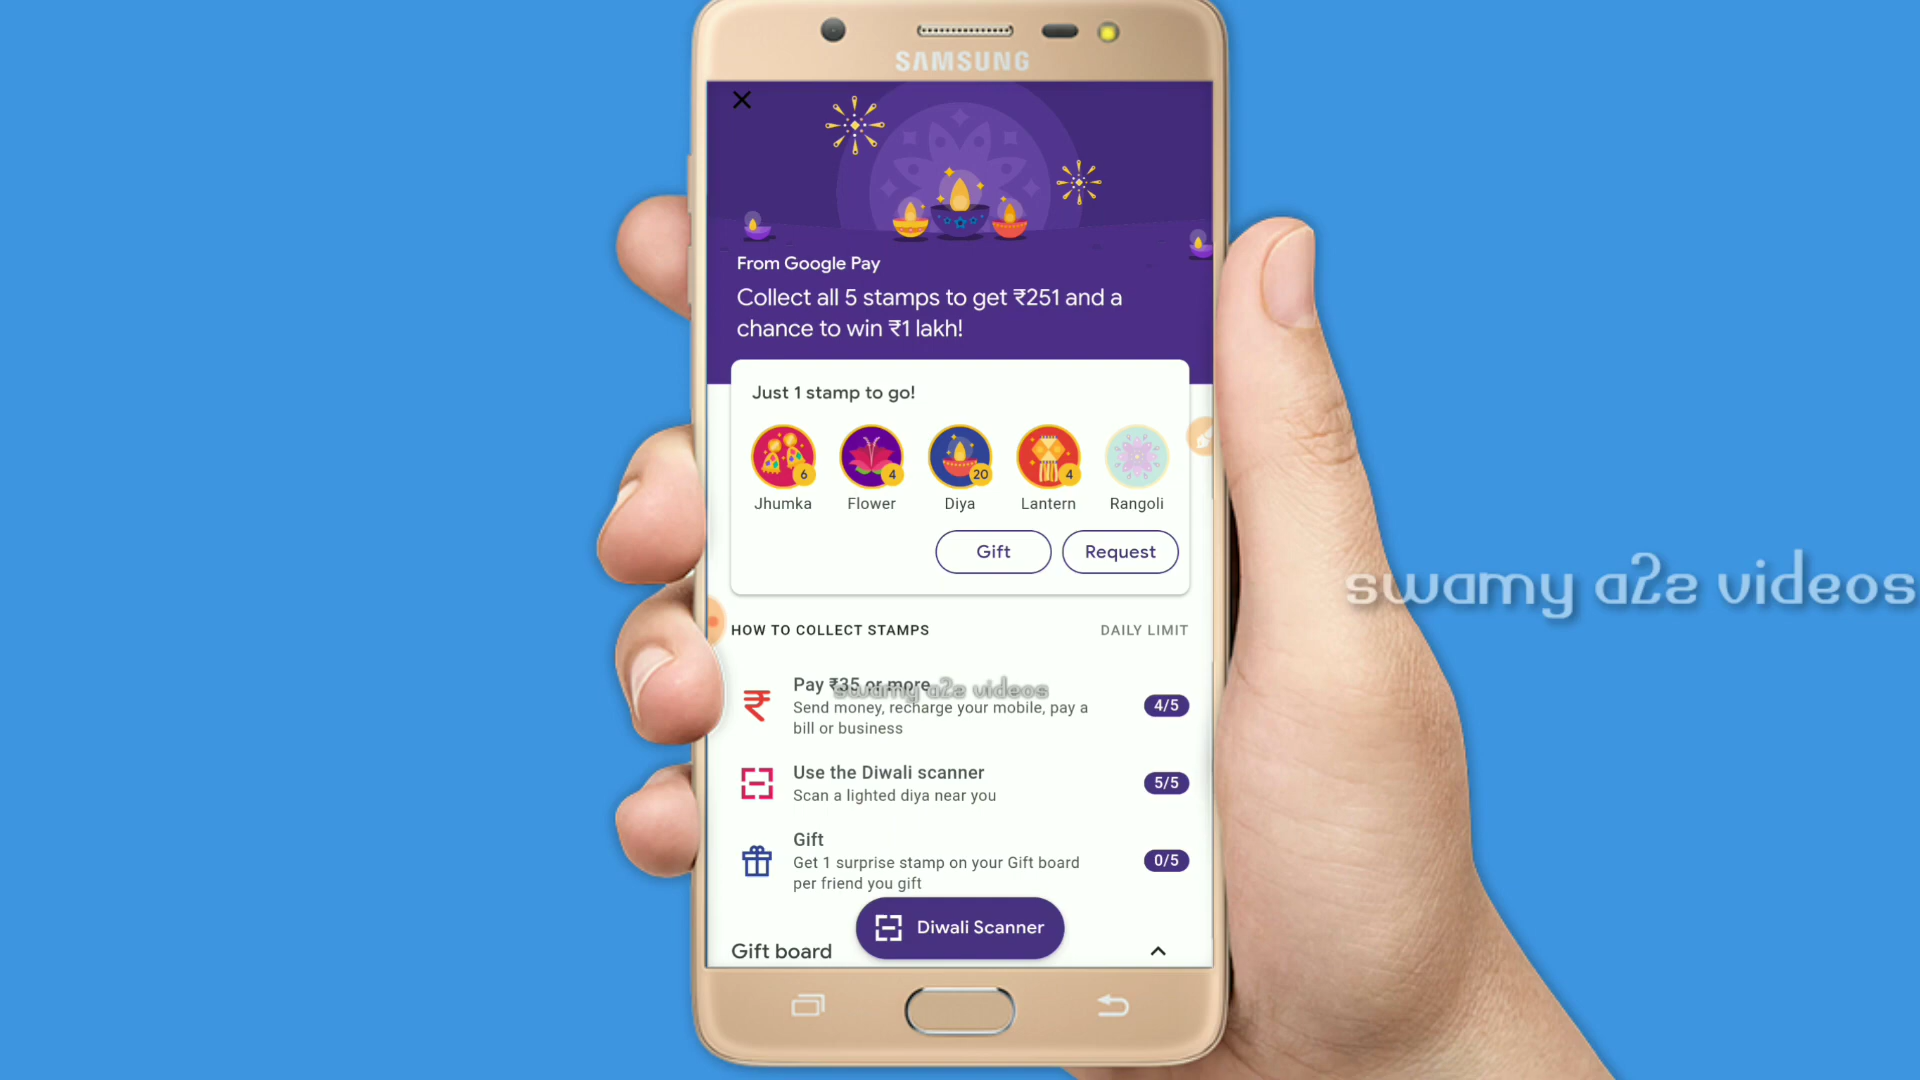 SAMSUNG
From Google Pay
Collect all 5 stamps to get ₹251 and a
chance to win ₹1 lakh!
Just 1 stamp to go!
6
4
20
4
Jhumka
Flower
Diya
Lantern
Rangoli
Gift
Request
HOW TO COLLECT STAMPS
DAILY LIMIT
Pay ₹35 or more
swamy a2z videos
Send money, recharge your mobile, pay a
bill or business
4/5
Use the Diwali scanner
Scan a lighted diya near you
5/5
Gift
Get 1 surprise stamp on your Gift board
per friend you gift
0/5
Diwali Scanner
Gift board
swamy a2z videos